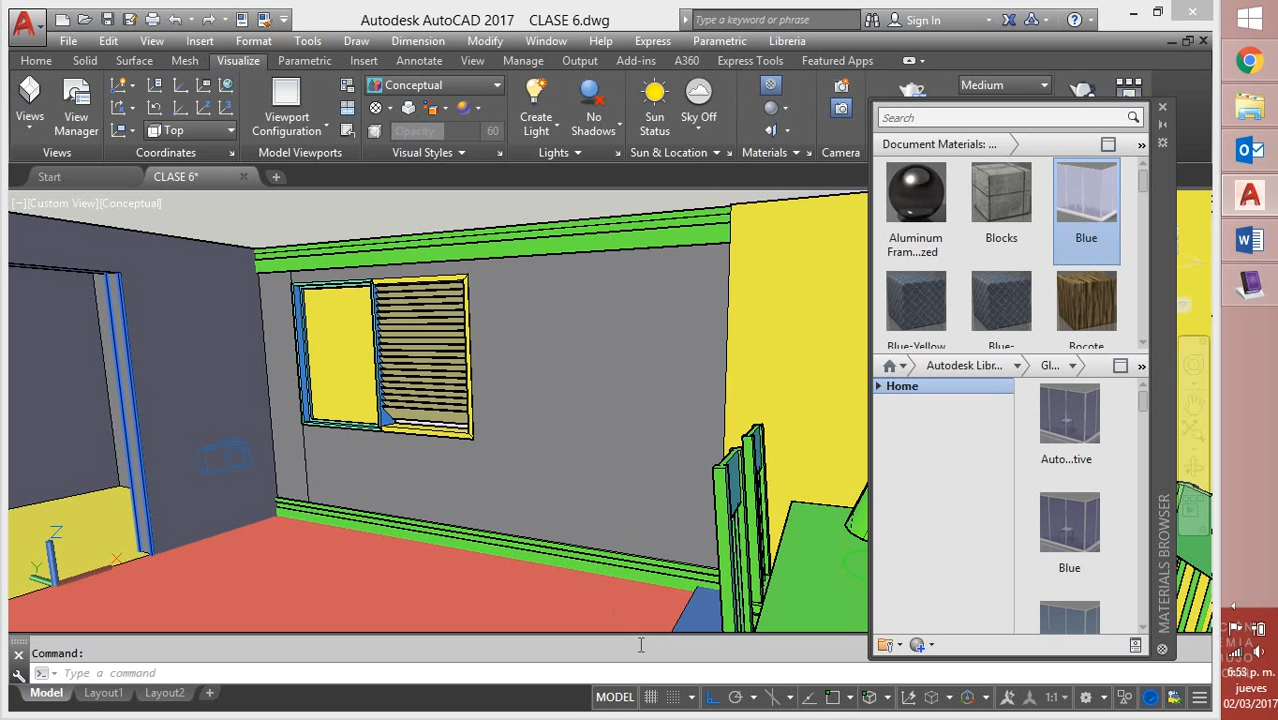 Autodesk AutoCAD 2017 CLASE 6.dwg
Type a keyword or phrase
Sign In
File Edit View Insert Format Tools Draw Dimension Modify Window Help Express Parametric Libreria
Home Solid Surface Mesh Visualize Parametric Insert Annotate View Manage Output Add-ins A360 Express Tools Featured Apps
Conceptual
Medium
Views
View
Manager
Top
Viewport
Configuration
Opacity 60
Create
Light
No
Shadows
Sun
Status
Sky Off
Views Coordinates Model Viewports Visual Styles Lights Sun & Location Materials Camera
Start
CLASE 6*
[−][Custom View][Conceptual]
Search
Document Materials: ...
Aluminum
Fram...zed
Blocks
Blue
Blue-Yellow
Blue-
Bocote
Autodesk Libr...
Gl...
Home
Auto...tive
Blue
MATERIALS BROWSER
Z
Y
X
Command:
Type a command
Model Layout1 Layout2
MODEL
1:1
6:53 p. m.
jueves
02/03/2017